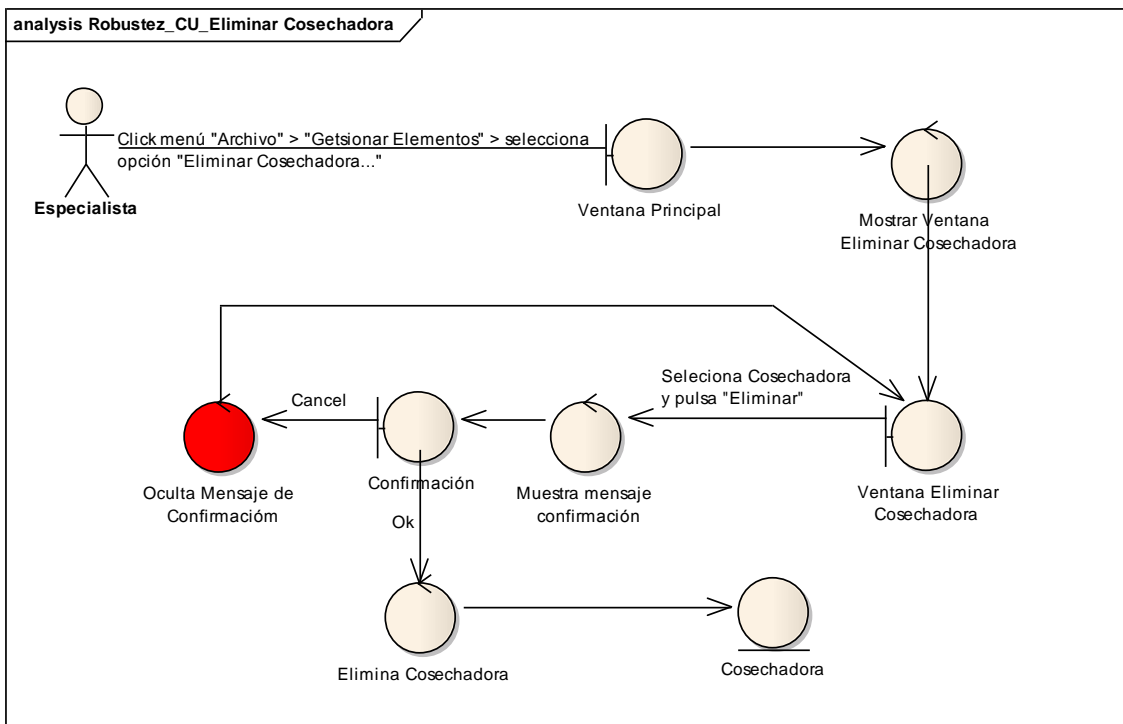 analysis Robustez_CU_Eliminar Cosechadora
Click menú "Archivo" > "Getsionar Elementos" > selecciona
opción "Eliminar Cosechadora..."
Especialista
Ventana Principal
Mostrar Ventana
Eliminar Cosechadora
Seleciona Cosechadora
y pulsa "Eliminar"
Cancel
Oculta Mensaje de
Confirmacióm
Confirmación
Muestra mensaje
confirmación
Ventana Eliminar
Cosechadora
Ok
Elimina Cosechadora
Cosechadora